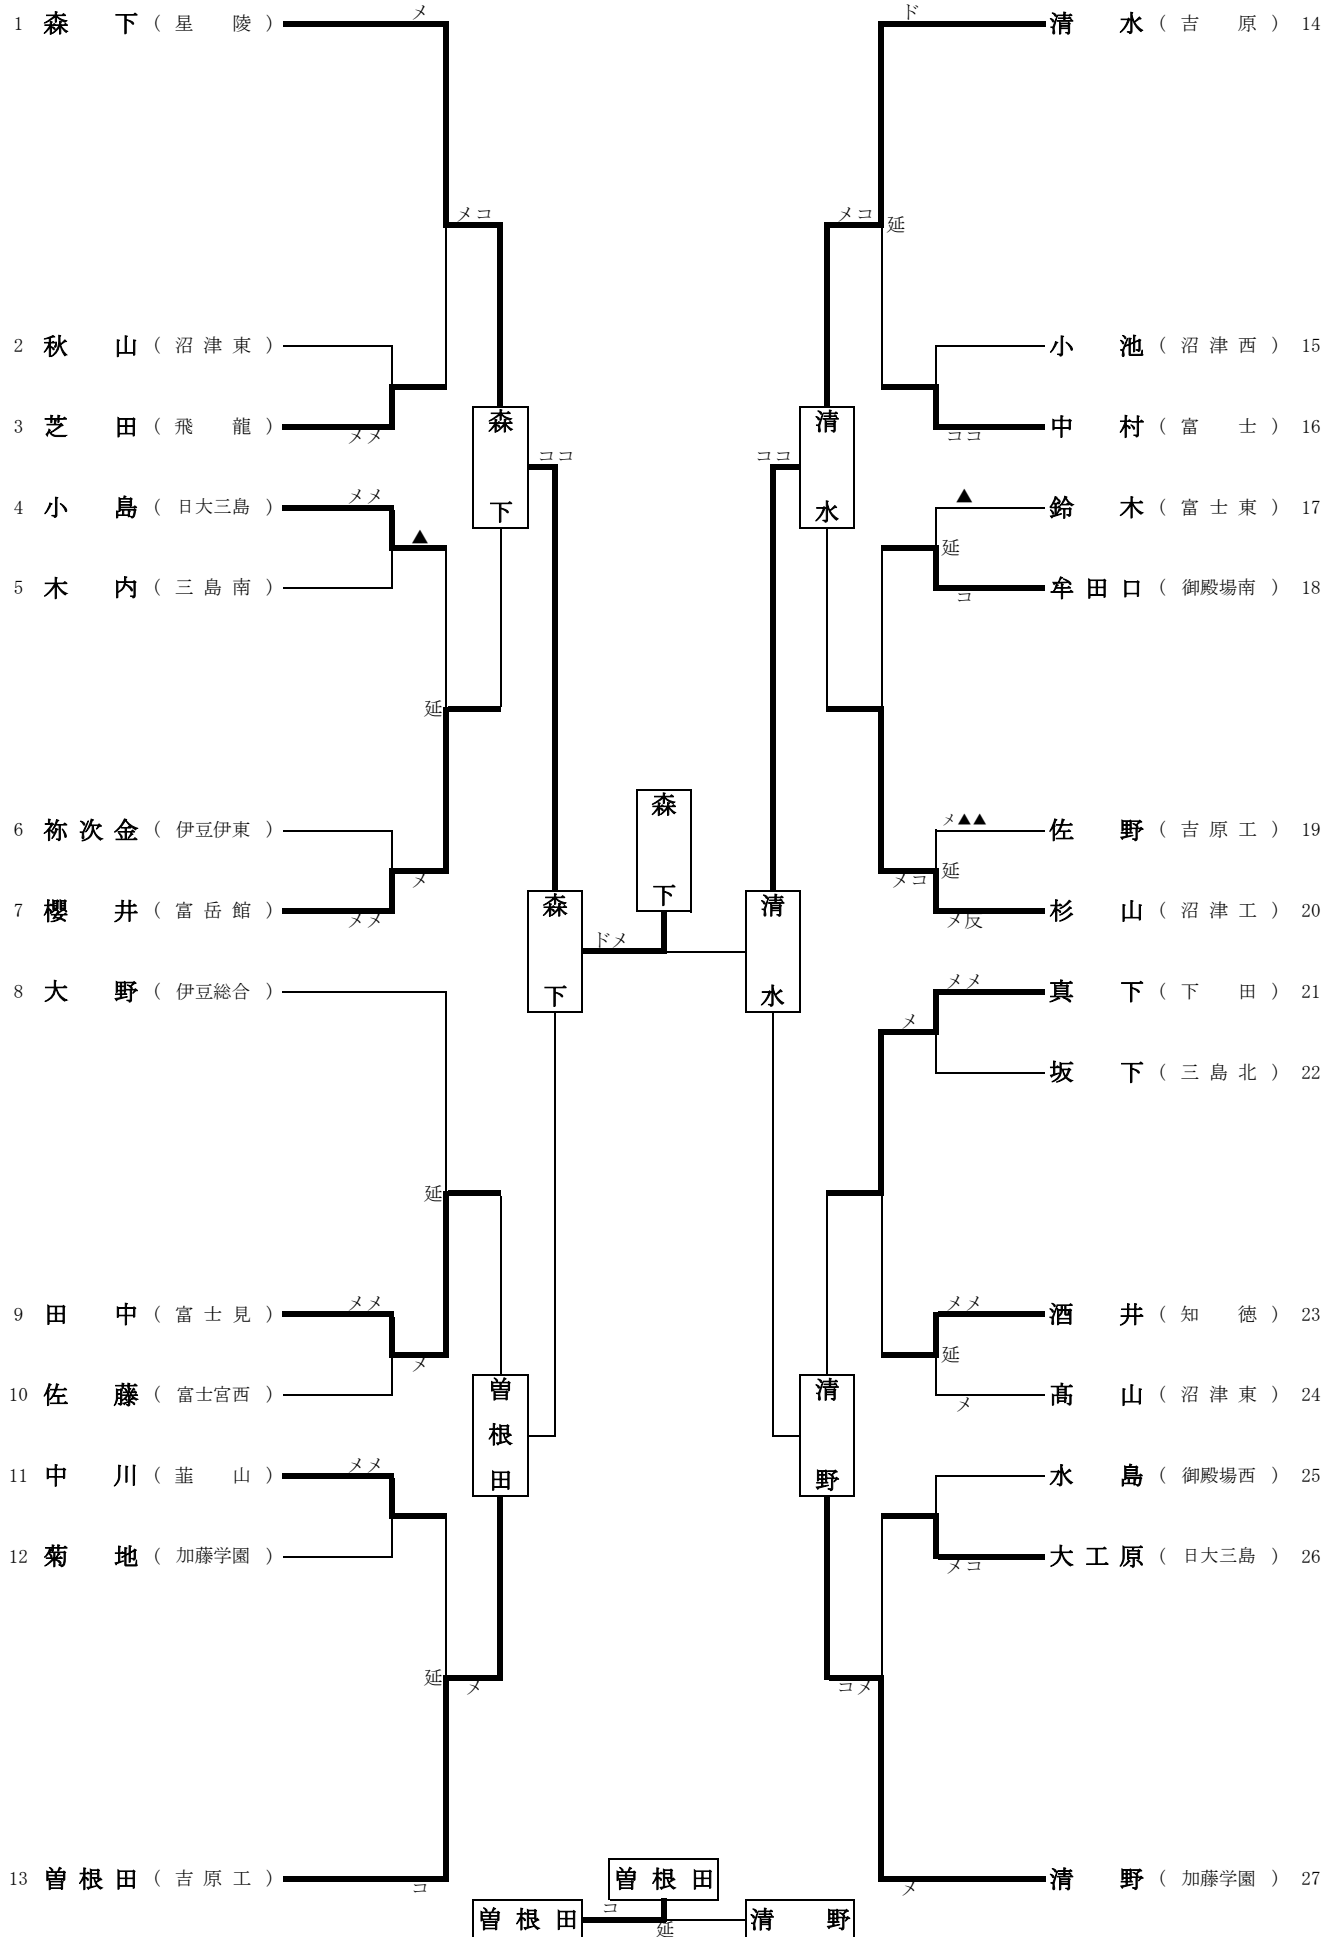 メ
1 森 下 ( 星 陵 )
メコ
2 秋 山 ( 沼 津 東 )
3 芝 田 ( 飛 龍 )
メメ
森下
ココ
4 小 島 ( 日大三島 )
メメ
▲
5 木 内 ( 三 島 南 )
延
6 祢 次 金 ( 伊豆伊東 )
メ
7 櫻 井 ( 富 岳 館 )
メメ
森下
8 大 野 ( 伊豆総合 )
延
9 田 中 ( 富 士 見 )
メメ
メ
10 佐 藤 ( 富士宮西 )
曽根田
11 中 川 ( 韮 山 )
メメ
12 菊 地 ( 加藤学園 )
延
メ
13 曽 根 田 ( 吉 原 工 )
コ
森下
ドメ
ド
清 水 ( 吉 原 ) 14
メコ
延
小 池 ( 沼 津 西 ) 15
中 村 ( 富 士 ) 16
ココ
清水
ココ
▲
鈴 木 ( 富 士 東 ) 17
延
牟 田 口 ( 御殿場南 ) 18
コ
メ▲▲
佐 野 ( 吉 原 工 ) 19
メコ
延
杉 山 ( 沼 津 工 ) 20
メ反
清水
メメ
真 下 ( 下 田 ) 21
メ
坂 下 ( 三 島 北 ) 22
メメ
酒 井 ( 知 徳 ) 23
延
髙 山 ( 沼 津 東 ) 24
メ
清野
水 島 ( 御殿場西 ) 25
大 工 原 ( 日大三島 ) 26
メコ
コメ
清 野 ( 加藤学園 ) 27
メ
曽 根 田
曽 根 田
コ
延
清 野